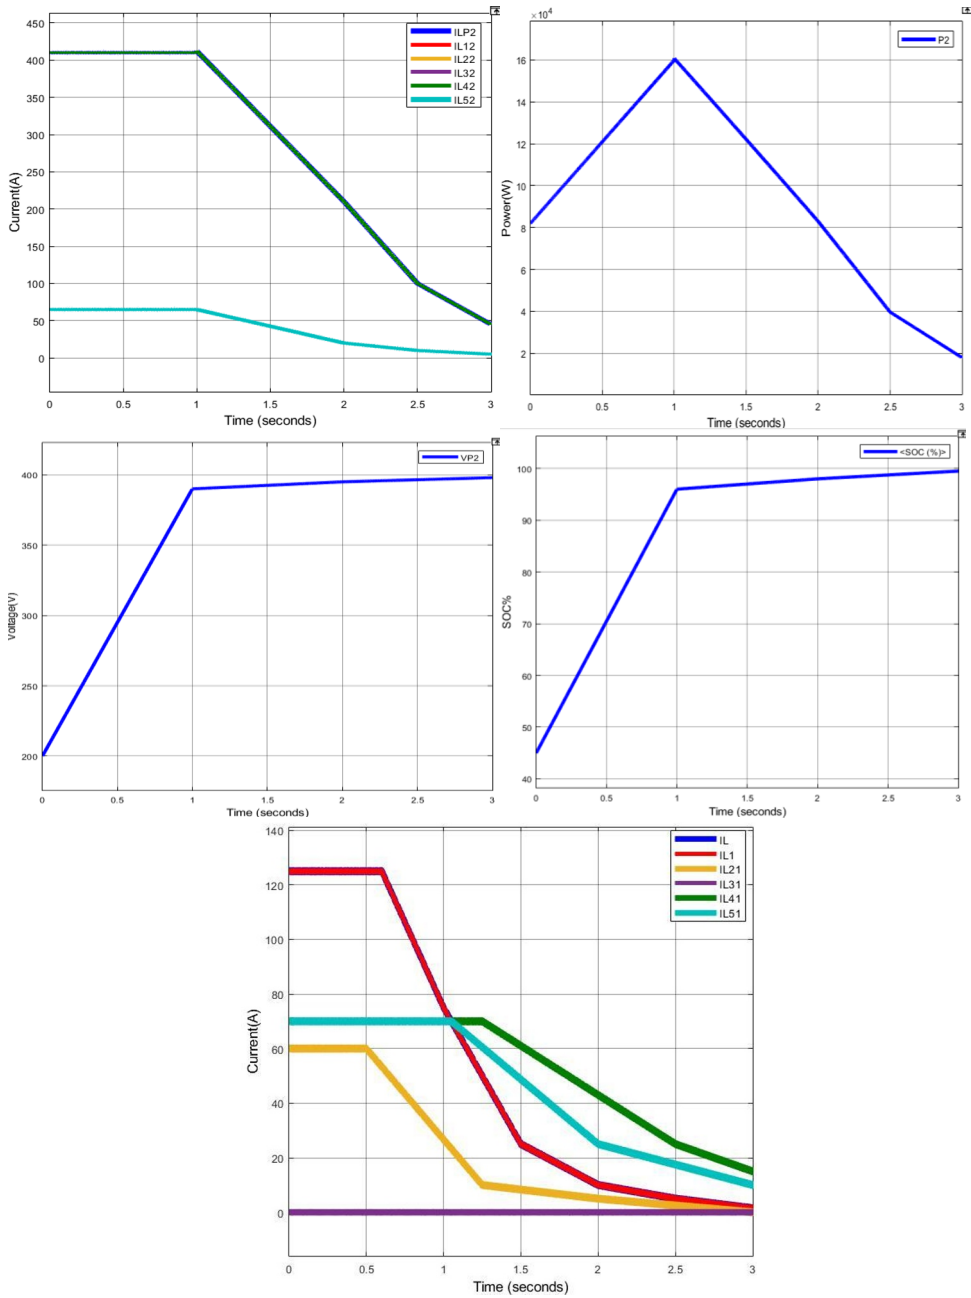 450
400
350
300
250
200
150
100
50
0
Current(A)
0
0.5
1
1.5
2
2.5
3
Time (seconds)
ILP2
IL12
IL22
IL32
IL42
IL52
×10⁴
16
14
12
10
8
6
4
2
Power(W)
0
0.5
1
1.5
2
2.5
3
Time (seconds)
P2
400
350
300
250
200
Voltage(V)
0
0.5
1
1.5
2
2.5
3
Time (seconds)
VP2
100
90
80
70
60
50
40
SOC%
0
0.5
1
1.5
2
2.5
3
Time (seconds)
<SOC (%)>
140
120
100
80
60
40
20
0
Current(A)
0
0.5
1
1.5
2
2.5
3
Time (seconds)
IL
IL1
IL21
IL31
IL41
IL51